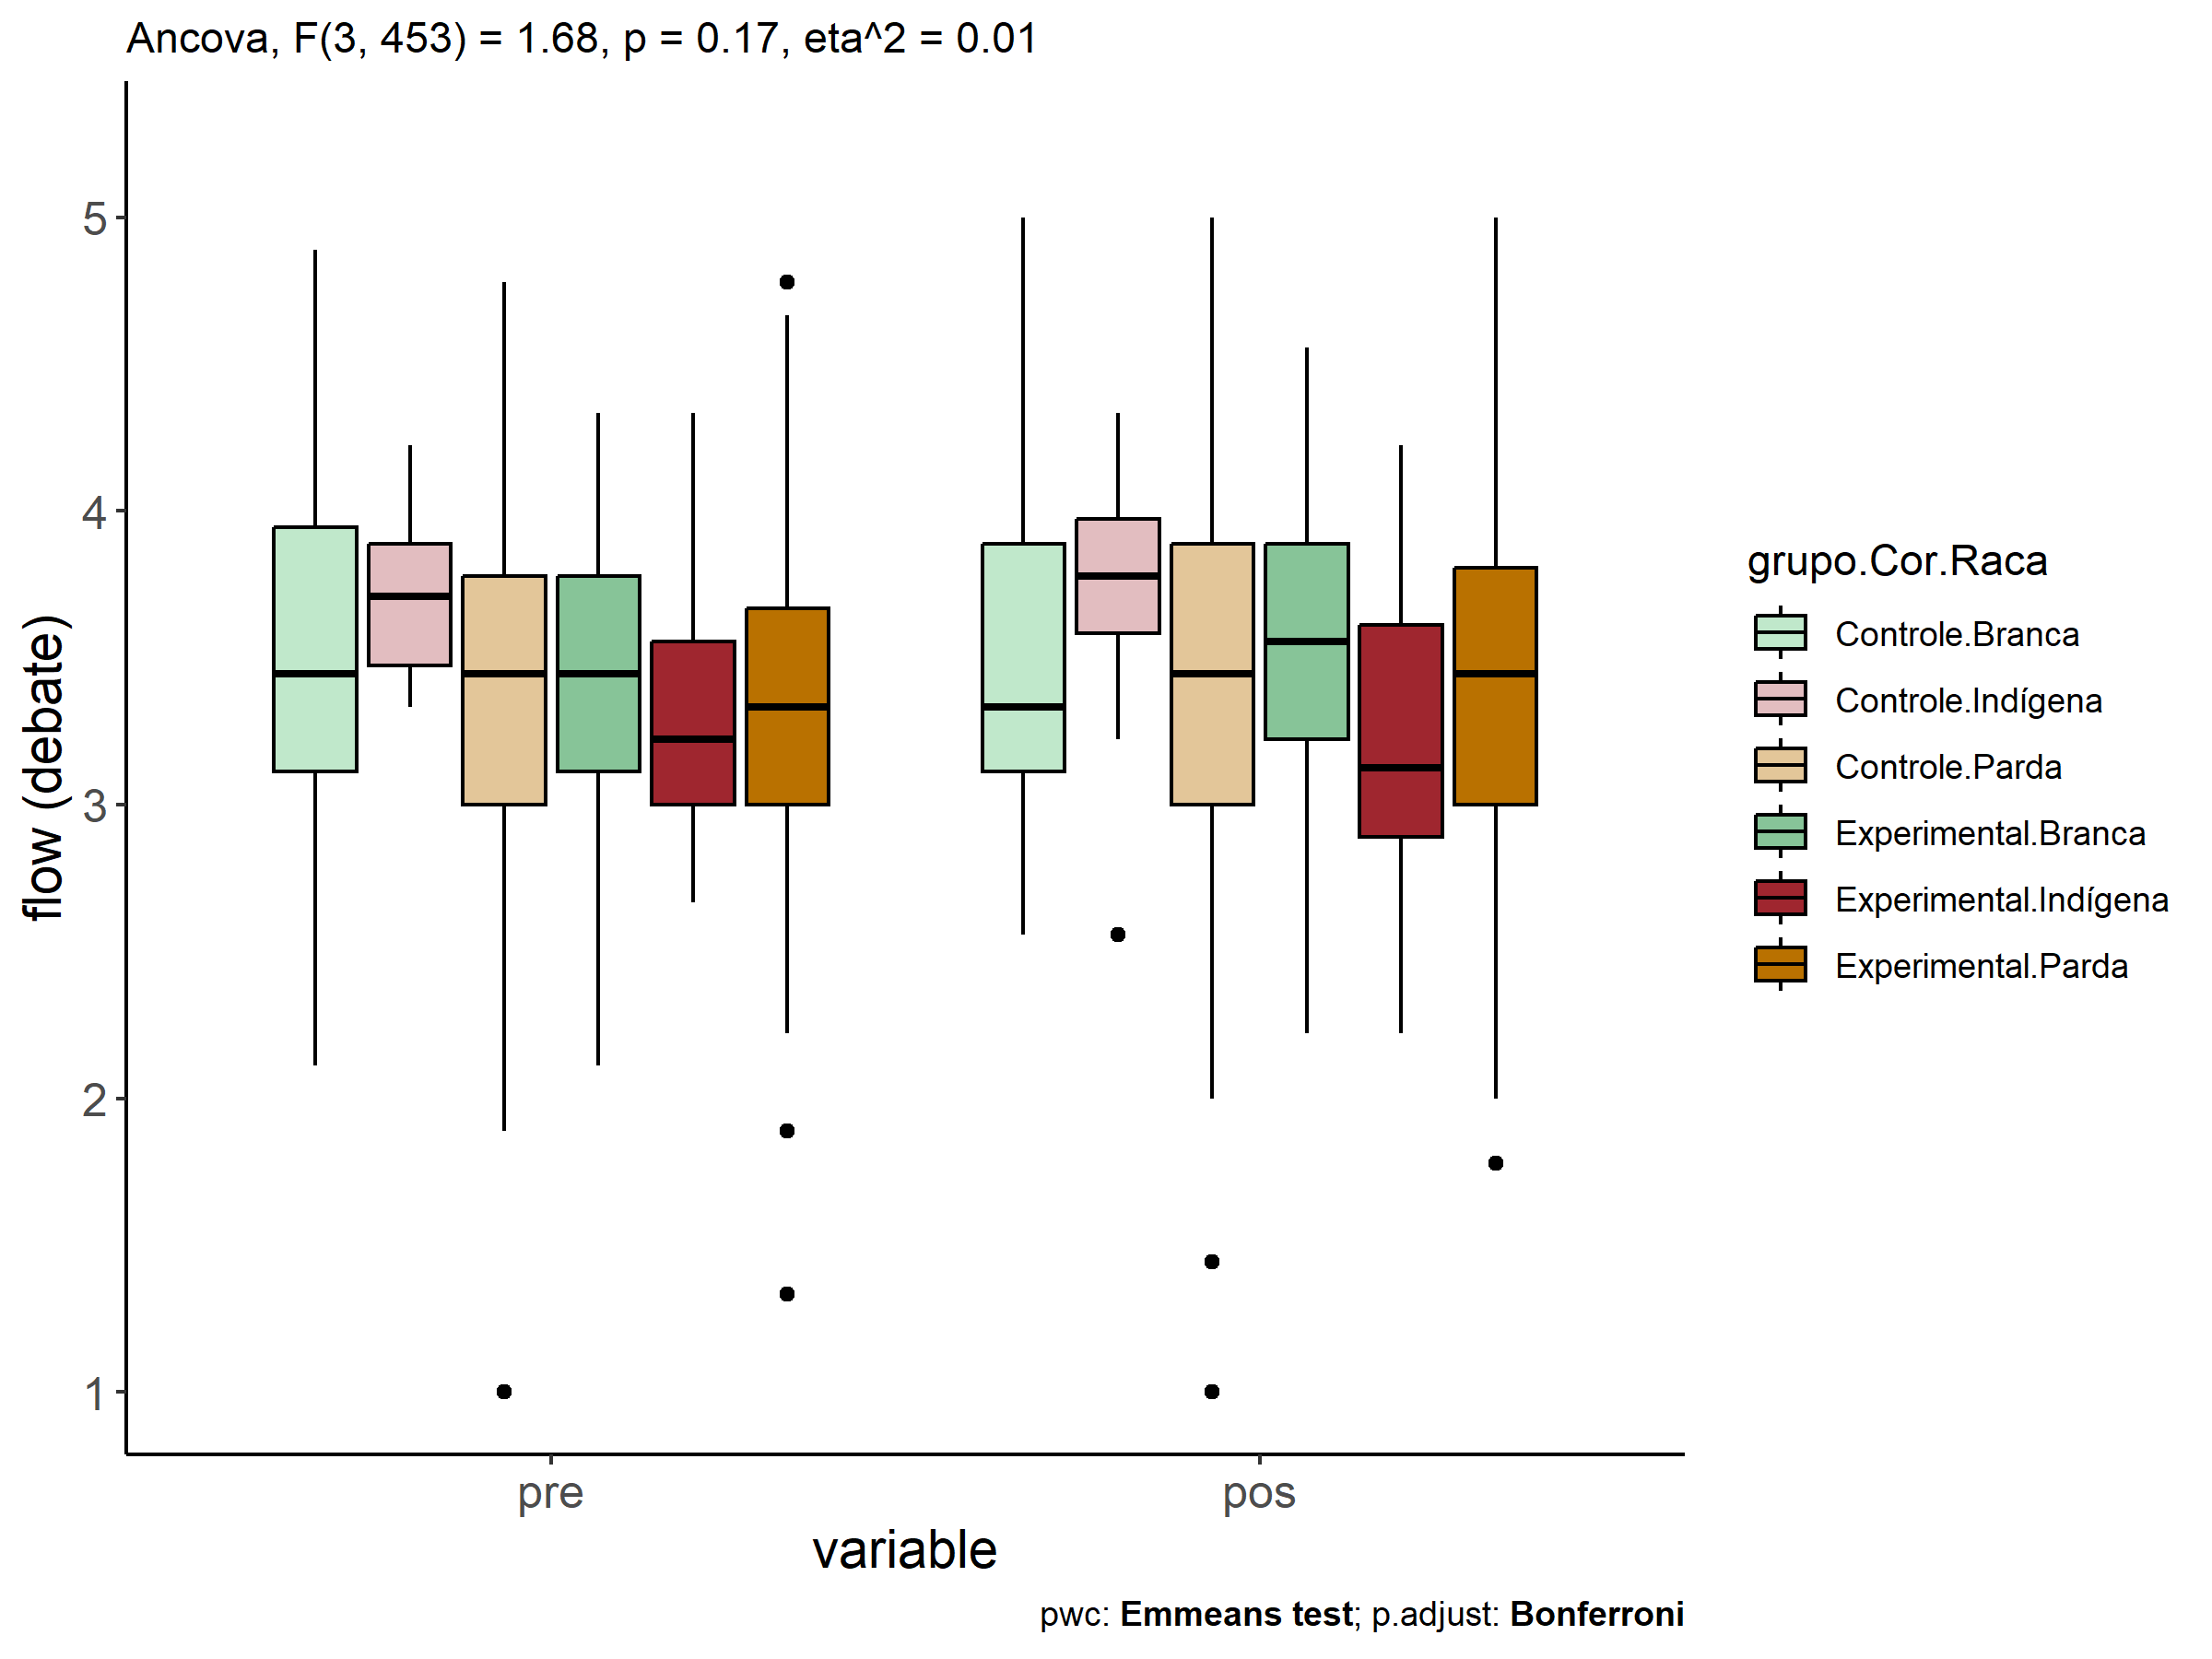 Ancova, F(3, 453) = 1.68, p = 0.17, eta^2 = 0.01
flow (debate)
5
4
3
2
1
pre
pos
variable
grupo.Cor.Raca
Controle.Branca
Controle.Indígena
Controle.Parda
Experimental.Branca
Experimental.Indígena
Experimental.Parda
pwc: Emmeans test; p.adjust: Bonferroni